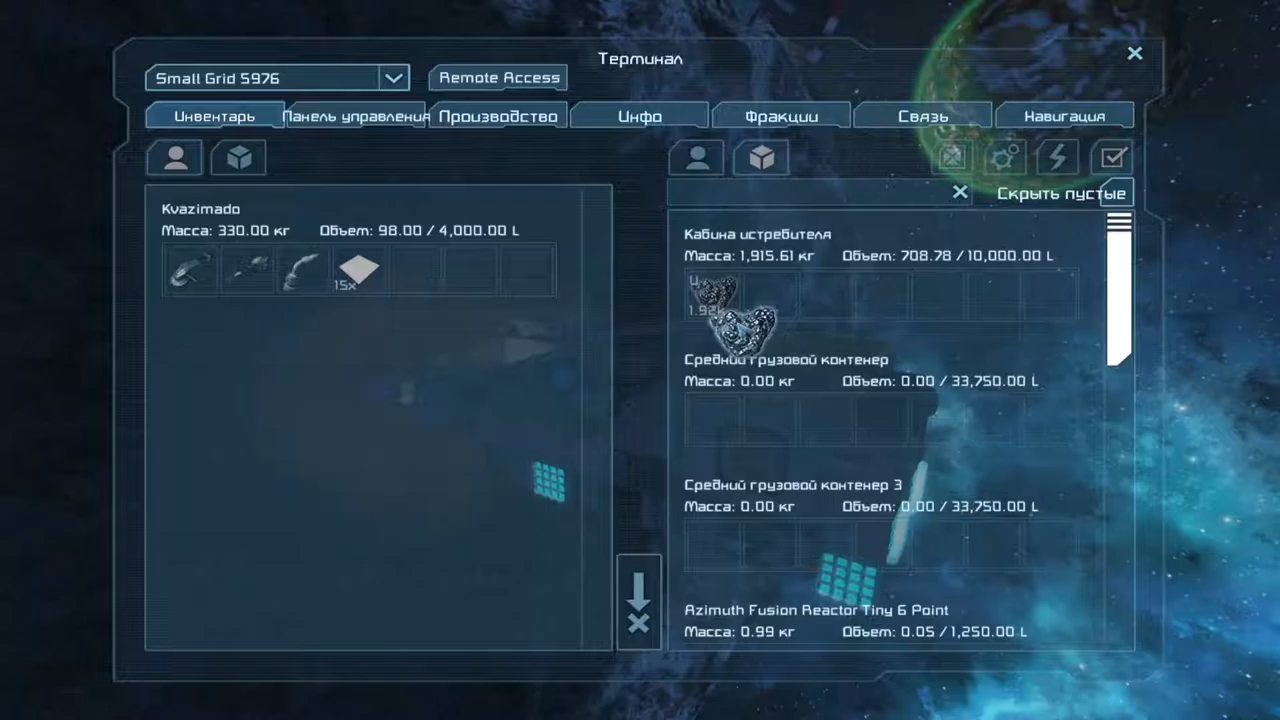 Терминал
Small Grid 5976
Remote Access
Инвентарь
Панель управления
Производство
Инфо
Фракции
Связь
Навигация
Скрыть пустые
Kvazimado
Масса: 330.00 кг Объем: 98.00 / 4,000.00 L
15x
Кабина истребителя
Масса: 1,915.61 кг Объем: 708.78 / 10,000.00 L
Средний грузовой контенер
Масса: 0.00 кг Объем: 0.00 / 33,750.00 L
Средний грузовой контенер 3
Масса: 0.00 кг Объем: 0.00 / 33,750.00 L
Azimuth Fusion Reactor Tiny 6 Point
Масса: 0.99 кг Объем: 0.05 / 1,250.00 L